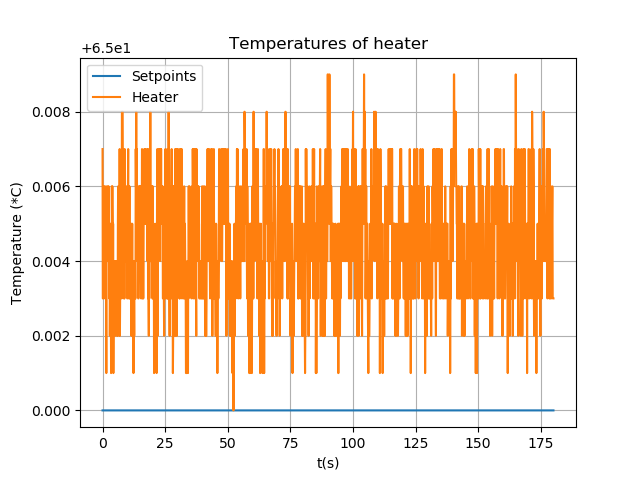 Temperatures of heater
+6.5e1
Setpoints
Heater
0.008
0.006
0.004
0.002
0.000
Temperature (*C)
0
25
50
75
100
125
150
175
t(s)